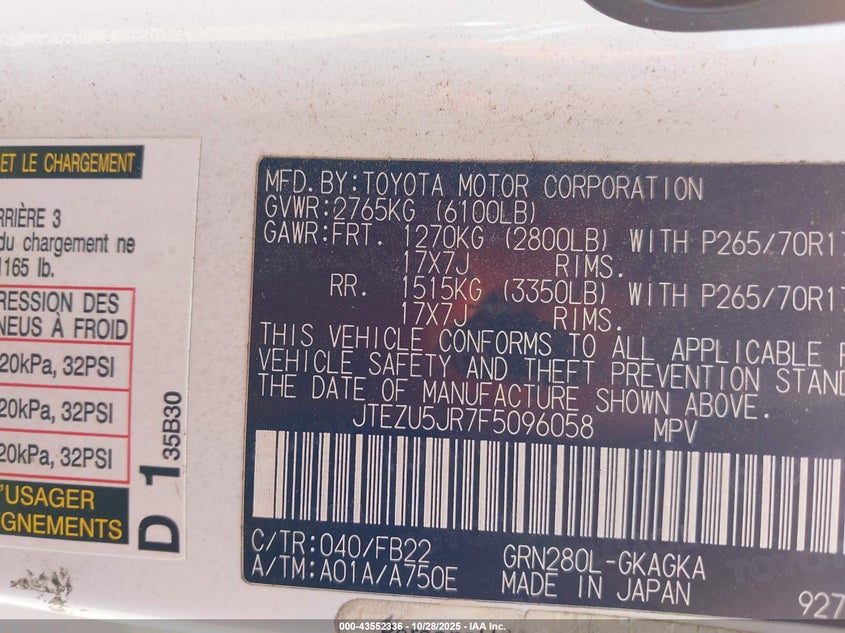 ET LE CHARGEMENT
RRIÈRE 3
du chargement ne
165 lb.
RESSION DES
NEUS À FROID
20kPa, 32PSI
20kPa, 32PSI
20kPa, 32PSI
'USAGER
GNEMENTS
D 1 35B30
MFD.BY:TOYOTA MOTOR CORPORATION
GVWR:2765KG (6100LB)
GAWR:FRT. 1270KG (2800LB) WITH P265/70R17
17X7J RIMS.
RR. 1515KG (3350LB) WITH P265/70R17
17X7J RIMS.
THIS VEHICLE CONFORMS TO ALL APPLICABLE F
VEHICLE SAFETY AND THEFT PREVENTION STAND
THE DATE OF MANUFACTURE SHOWN ABOVE.
JTEZU5JR7F5096058 MPV
C/TR:040/FB22 GRN280L-GKAGKA
A/TM:A01A/A750E MADE IN JAPAN
927
000-43552336 - 10/28/2025 - IAA Inc.